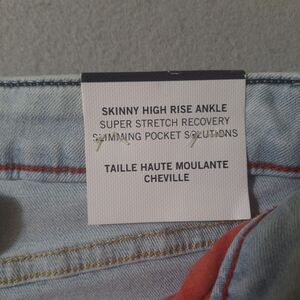 SKINNY HIGH RISE ANKLE
SUPER STRETCH RECOVERY
SLIMMING POCKET SOLUTIONS
TAILLE HAUTE MOULANTE
CHEVILLE